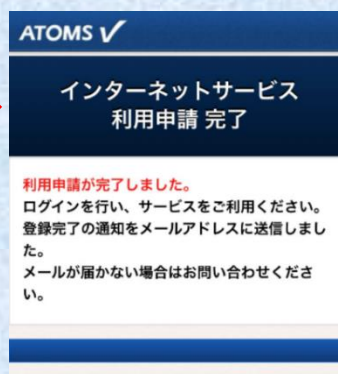 ATOMS V
インターネットサービス
利用申請 完了
利用申請が完了しました。
ログインを行い、サービスをご利用ください。
登録完了の通知をメールアドレスに送信しまし
た。
メールが届かない場合はお問い合わせくださ
い。